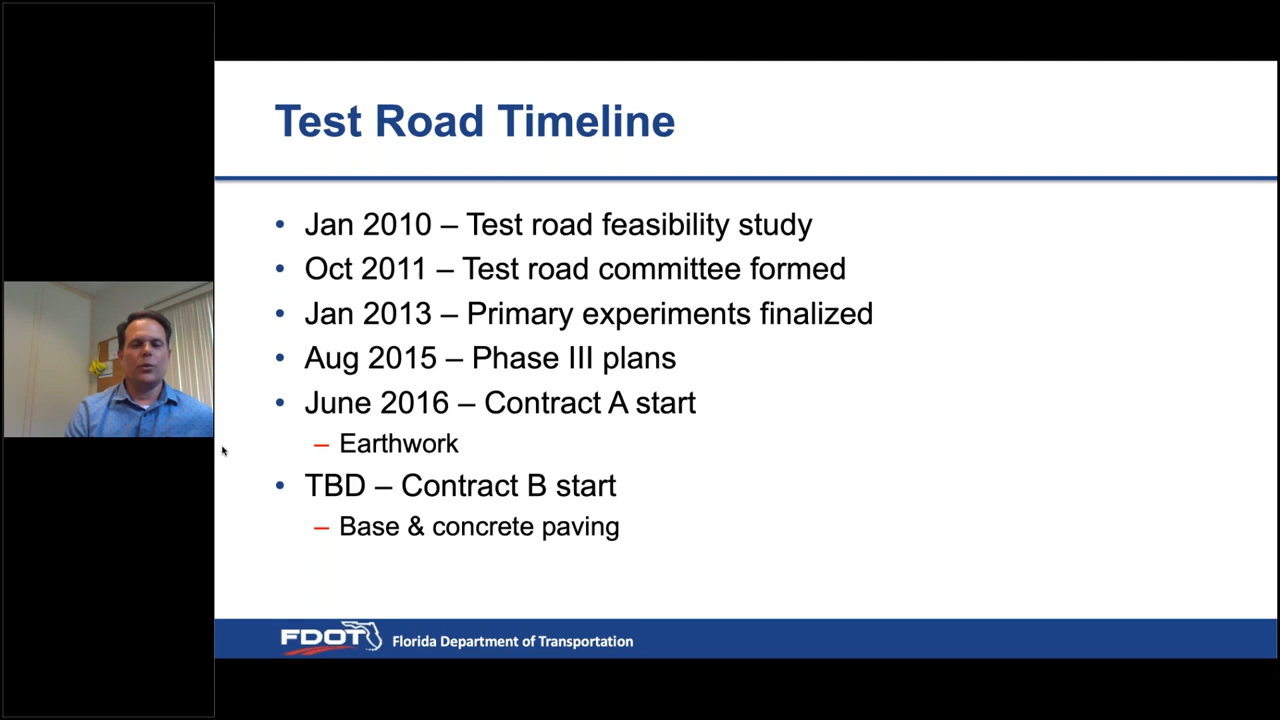 Test Road Timeline
• Jan 2010 – Test road feasibility study
• Oct 2011 – Test road committee formed
• Jan 2013 – Primary experiments finalized
• Aug 2015 – Phase III plans
• June 2016 – Contract A start
– Earthwork
• TBD – Contract B start
– Base & concrete paving
FDOT Florida Department of Transportation